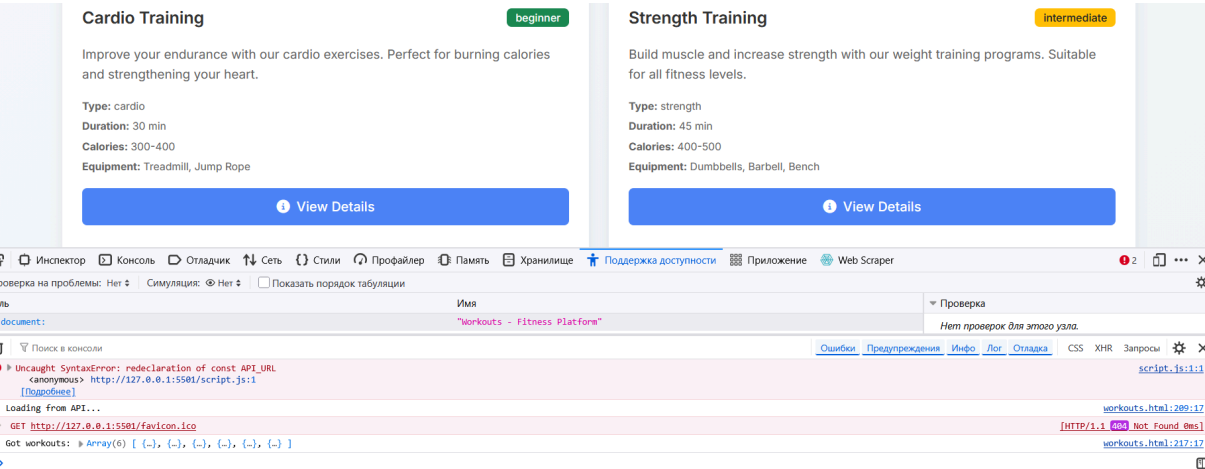 Cardio Training beginner
Strength Training intermediate
Improve your endurance with our cardio exercises. Perfect for burning calories
and strengthening your heart.
Build muscle and increase strength with our weight training programs. Suitable
for all fitness levels.
Type: cardio
Duration: 30 min
Calories: 300-400
Equipment: Treadmill, Jump Rope
Type: strength
Duration: 45 min
Calories: 400-500
Equipment: Dumbbells, Barbell, Bench
View Details
View Details
Инспектор Консоль Отладчик Сеть Стили Профайлер Память Хранилище Поддержка доступности Приложение Web Scraper 2
роверка на проблемы: Нет Симуляция: Нет Показать порядок табуляции
ль Имя Проверка
document: "Workouts - Fitness Platform" Нет проверок для этого узла.
Поиск в консоли Ошибки Предупреждения Инфо Лог Отладка CSS XHR Запросы
Uncaught SyntaxError: redeclaration of const API_URL script.js:1:1
<anonymous> http://127.0.0.1:5501/script.js:1
[Подробнее]
Loading from API... workouts.html:209:17
GET http://127.0.0.1:5501/favicon.ico [HTTP/1.1 404 Not Found 0ms]
Got workouts: Array(6) [ {…}, {…}, {…}, {…}, {…}, {…} ] workouts.html:217:17